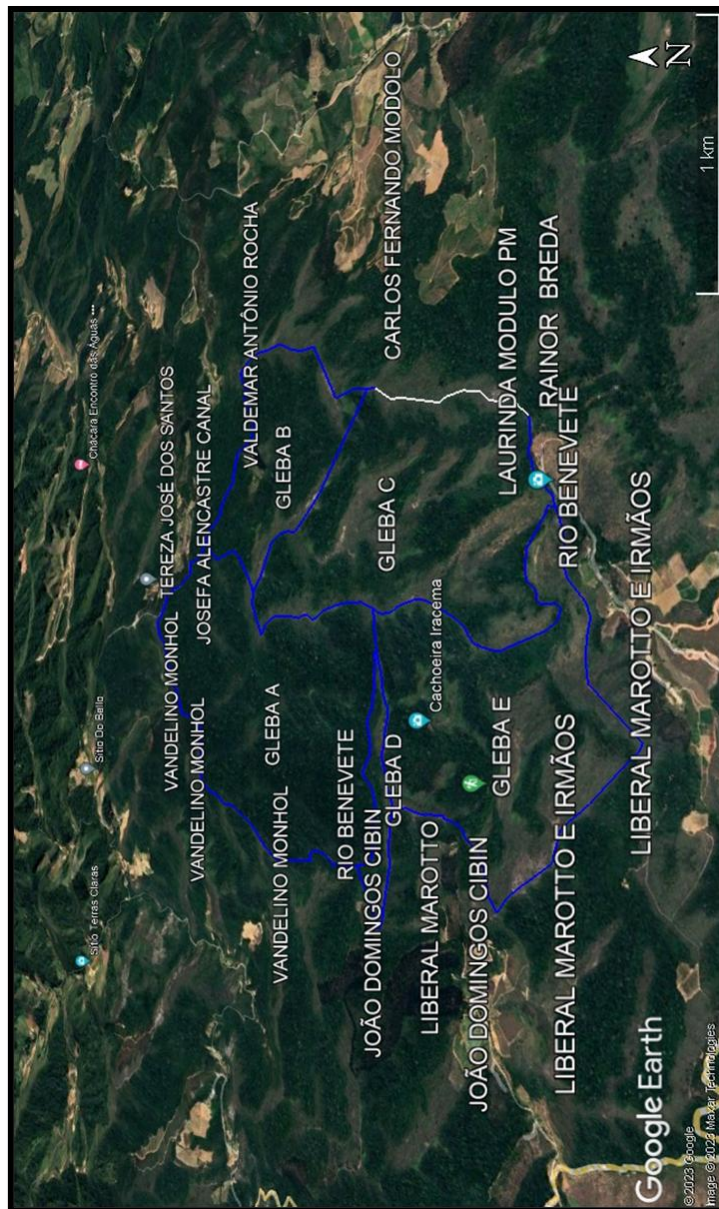 Sítio Terras Claras
Sítio Do Bello
Chácara Encontro das Águas •••
VANDELINO MONHOL
TEREZA JOSÉ DOS SANTOS
VANDELINO MONHOL
JOSEFA ALENCASTRE CANAL
VALDEMAR ANTÔNIO ROCHA
VANDELINO MONHOL
GLEBA A
GLEBA B
RIO BENEVETE
JOÃO DOMINGOS CIBIN
GLEBA D
GLEBA C
CARLOS FERNANDO MODOLO
LIBERAL MAROTTO
Cachoeira Iracema
JOÃO DOMINGOS CIBIN
GLEBA E
LAURINDA MODULO PM
RAINOR BREDA
LIBERAL MAROTTO E IRMÃOS
RIO BENEVETE
LIBERAL MAROTTO E IRMÃOS
Google Earth
N
© 2023 Google
Image © 2023 Maxar Technologies
1 km